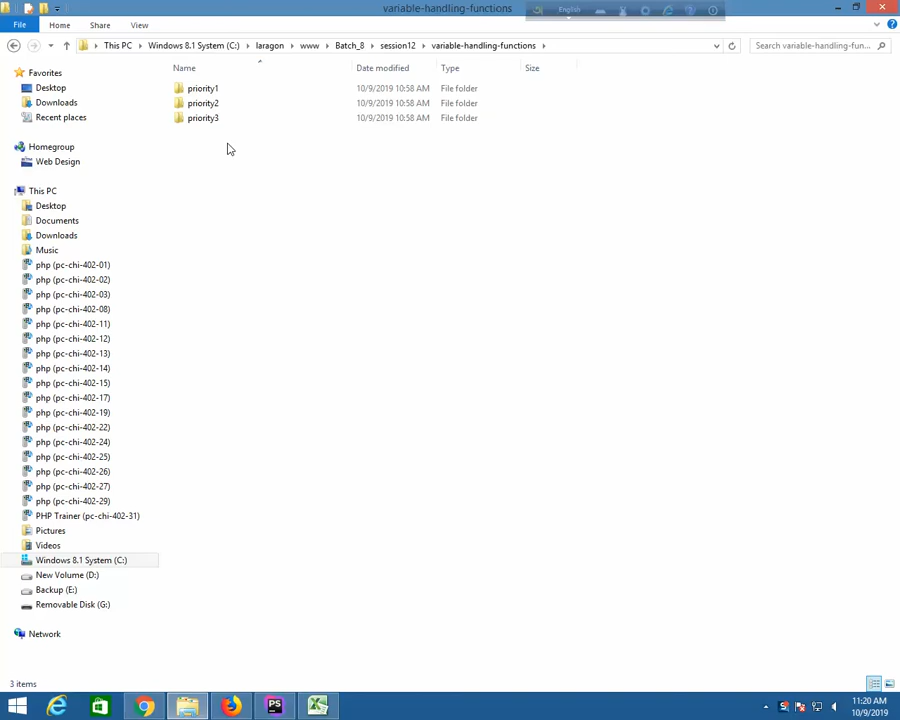 variable-handling-functions
English
File Home Share View
This PC Windows 8.1 System (C:) laragon www Batch_8 session12 variable-handling-functions
Search variable-handling-fun...
Name Date modified Type Size
priority1 10/9/2019 10:58 AM File folder
priority2 10/9/2019 10:58 AM File folder
priority3 10/9/2019 10:58 AM File folder
Favorites
Desktop
Downloads
Recent places
Homegroup
Web Design
This PC
Desktop
Documents
Downloads
Music
php (pc-chi-402-01)
php (pc-chi-402-02)
php (pc-chi-402-03)
php (pc-chi-402-08)
php (pc-chi-402-11)
php (pc-chi-402-12)
php (pc-chi-402-13)
php (pc-chi-402-14)
php (pc-chi-402-15)
php (pc-chi-402-17)
php (pc-chi-402-19)
php (pc-chi-402-22)
php (pc-chi-402-24)
php (pc-chi-402-25)
php (pc-chi-402-26)
php (pc-chi-402-27)
php (pc-chi-402-29)
PHP Trainer (pc-chi-402-31)
Pictures
Videos
Windows 8.1 System (C:)
New Volume (D:)
Backup (E:)
Removable Disk (G:)
Network
3 items
PS
11:20 AM
10/9/2019